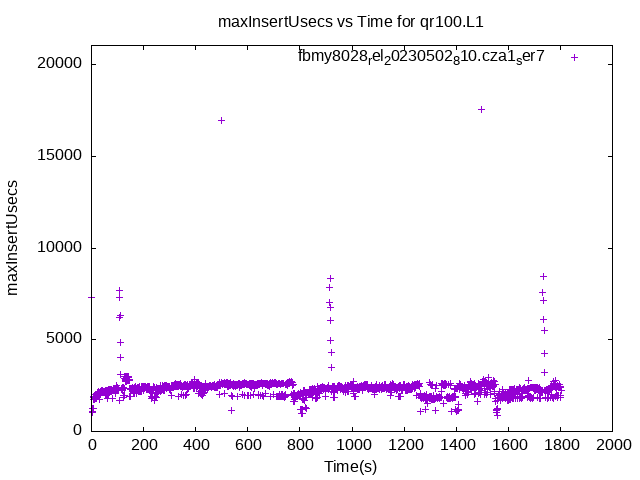 maxInsertUsecs vs Time for qr100.L1
fbmy8028rel20230502810.cza1ser7
20000
15000
10000
5000
0
maxInsertUsecs
0 200 400 600 800 1000 1200 1400 1600 1800 2000
Time(s)